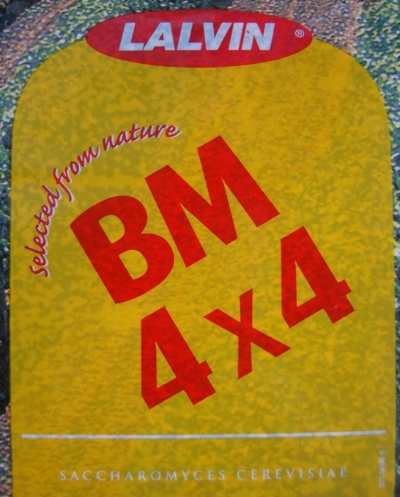 LALVIN ®
selected from nature
BM
4x4
SACCHAROMYCES CEREVISIAE